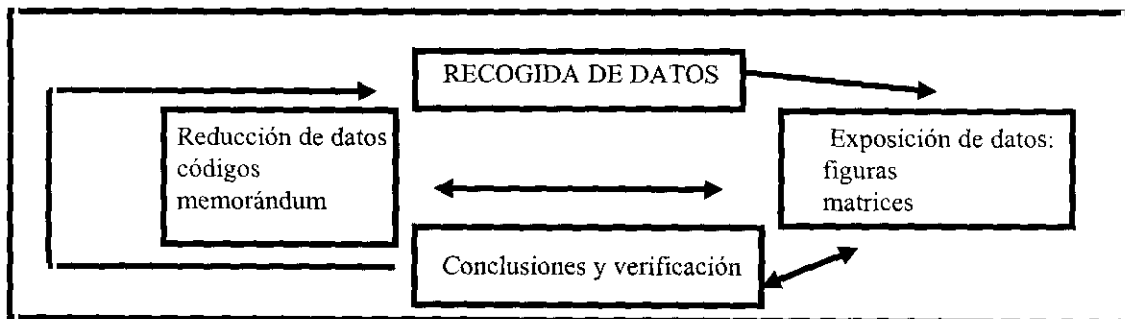 RECOGIDA DE DATOS
Reducción de datos
códigos
memorándum
Exposición de datos:
figuras
matrices
Conclusiones y verificación